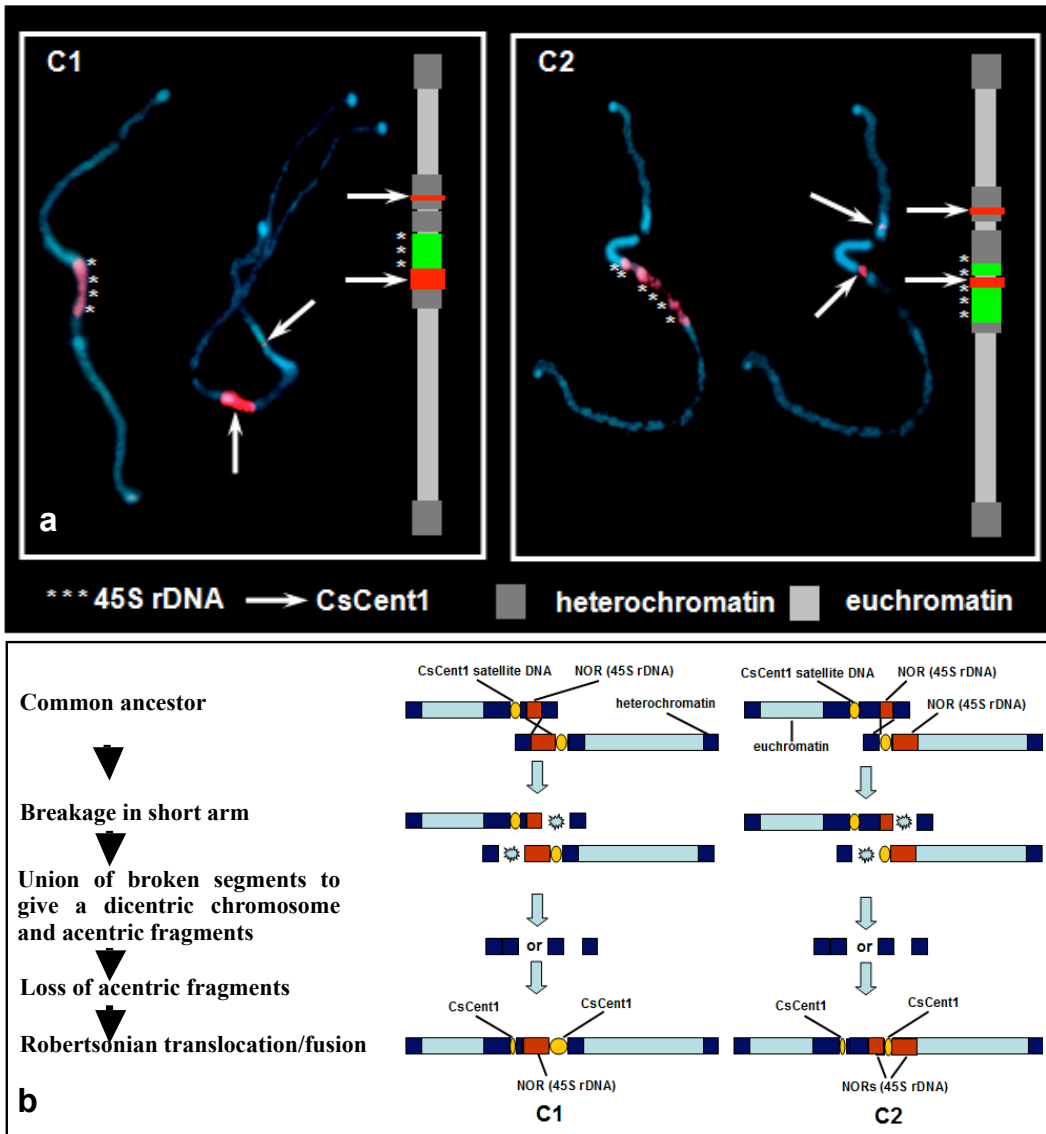 C1
C2
***
*
*
*
*
*
*
*
**
*
*
*
*
*
*
*
*
*
a
*** 45S rDNA CsCent1 heterochromatin euchromatin
Common ancestor
Breakage in short arm
Union of broken segments to
give a dicentric chromosome
and acentric fragments
Loss of acentric fragments
Robertsonian translocation/fusion
b
CsCent1 satellite DNA
NOR (45S rDNA)
heterochromatin
or
CsCent1
CsCent1
NOR (45S rDNA)
C1
CsCent1 satellite DNA
NOR (45S rDNA)
NOR (45S rDNA)
euchromatin
or
CsCent1
CsCent1
NORs (45S rDNA)
C2